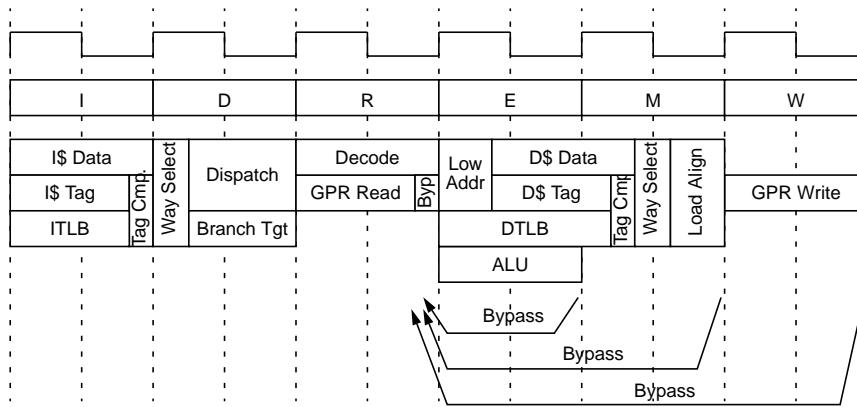 I D R E M W
I$ Data
I$ Tag
ITLB
Tag Cmp.
Way Select
Dispatch
Branch Tgt
Decode
GPR Read
Byp
Low
Addr
D$ Data
D$ Tag
DTLB
ALU
Tag Cmp
Way Select
Load Align
GPR Write
Bypass
Bypass
Bypass